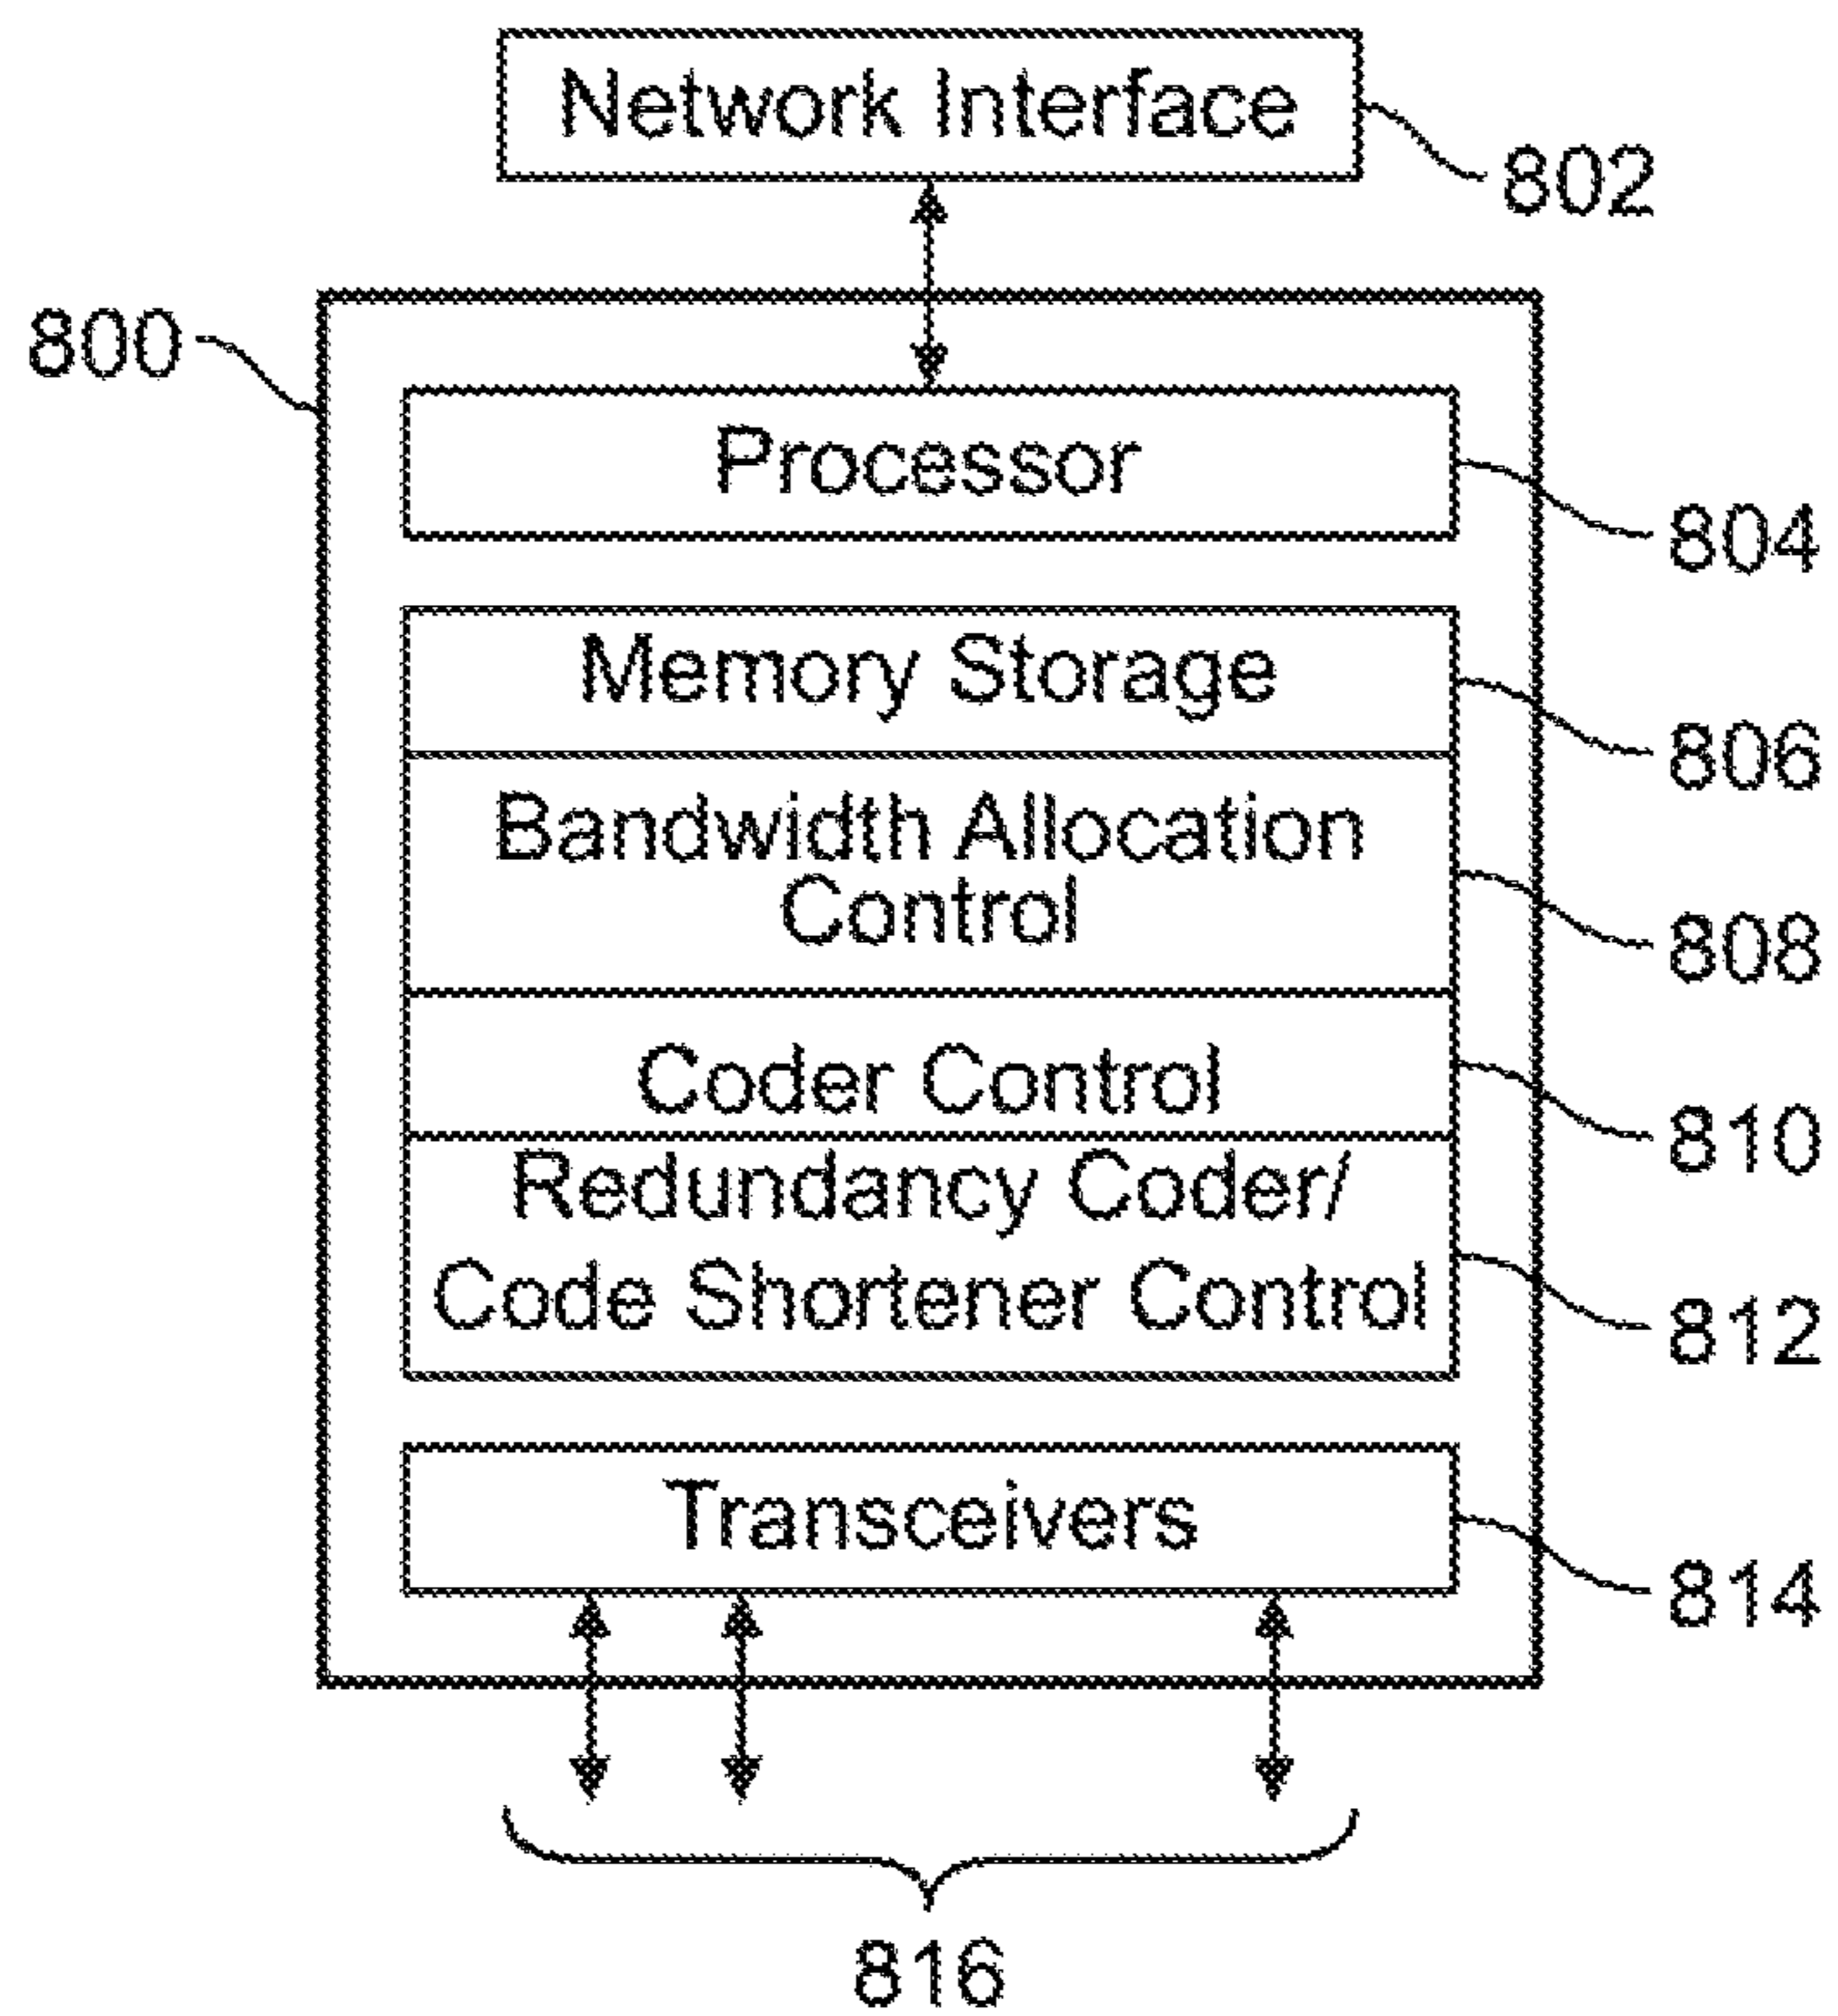 Network Interface
802
800
Processor
804
Memory Storage
806
Bandwidth Allocation
Control
808
Coder Control
810
Redundancy Coder/
Code Shortener Control
812
Transceivers
814
816